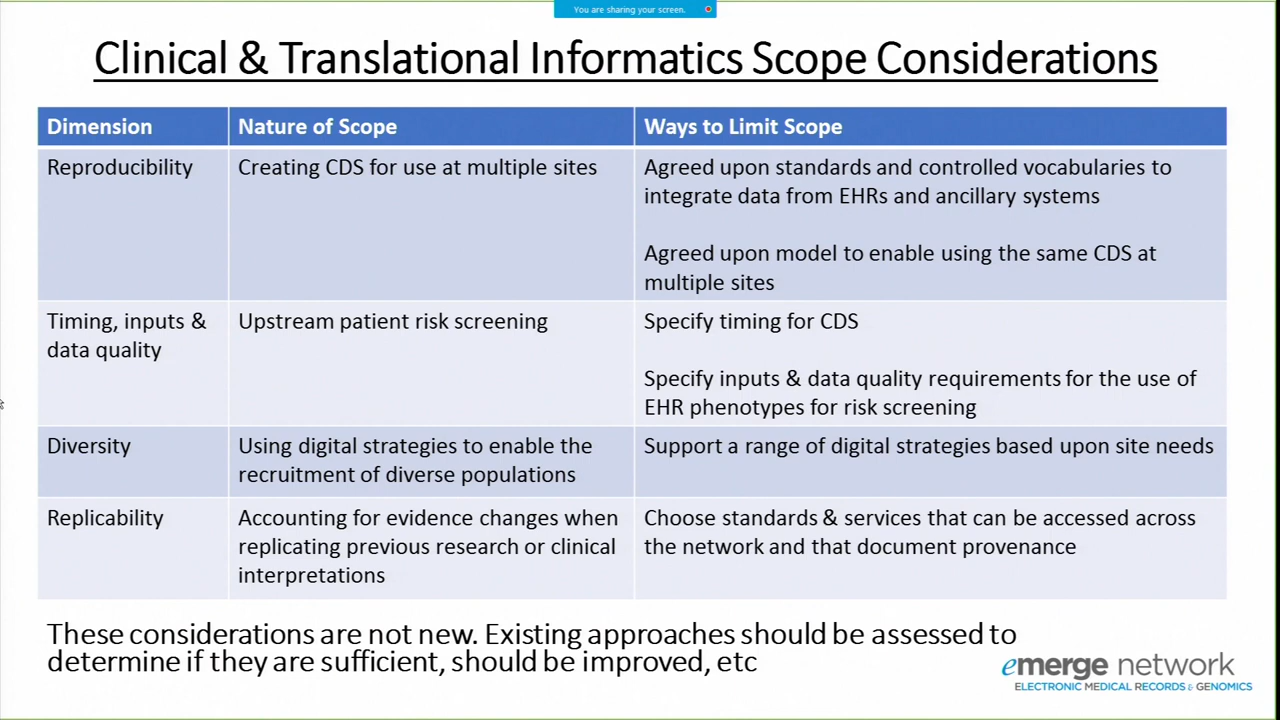 You are sharing your screen.
Clinical & Translational Informatics Scope Considerations
Dimension
Nature of Scope
Ways to Limit Scope
Reproducibility
Creating CDS for use at multiple sites
Agreed upon standards and controlled vocabularies to
integrate data from EHRs and ancillary systems
Agreed upon model to enable using the same CDS at
multiple sites
Timing, inputs &
data quality
Upstream patient risk screening
Specify timing for CDS
Specify inputs & data quality requirements for the use of
EHR phenotypes for risk screening
Diversity
Using digital strategies to enable the
recruitment of diverse populations
Support a range of digital strategies based upon site needs
Replicability
Accounting for evidence changes when
replicating previous research or clinical
interpretations
Choose standards & services that can be accessed across
the network and that document provenance
These considerations are not new. Existing approaches should be assessed to
determine if they are sufficient, should be improved, etc
emerge network
ELECTRONIC MEDICAL RECORDS & GENOMICS